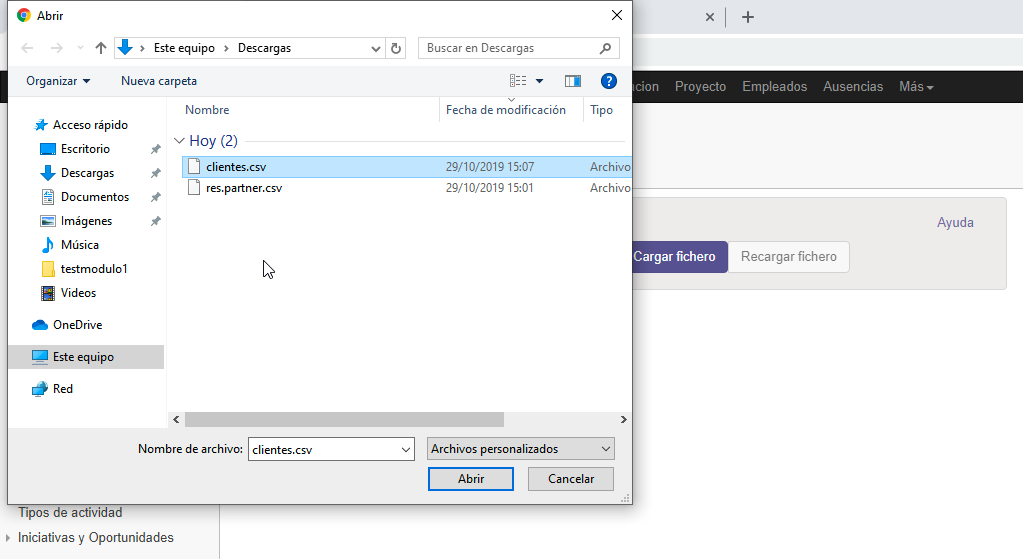 Abrir
Este equipo > Descargas
Buscar en Descargas
Organizar
Nueva carpeta
cion Proyecto Empleados Ausencias Más
Nombre
Fecha de modificación
Tipo
Acceso rápido
Escritorio
Descargas
Documentos
Imágenes
Música
testmodulo1
Videos
OneDrive
Este equipo
Red
Hoy (2)
clientes.csv 29/10/2019 15:07 Archivo
res.partner.csv 29/10/2019 15:01 Archivo
Ayuda
Cargar fichero
Recargar fichero
Nombre de archivo: clientes.csv
Archivos personalizados
Abrir
Cancelar
Tipos de actividad
Iniciativas y Oportunidades